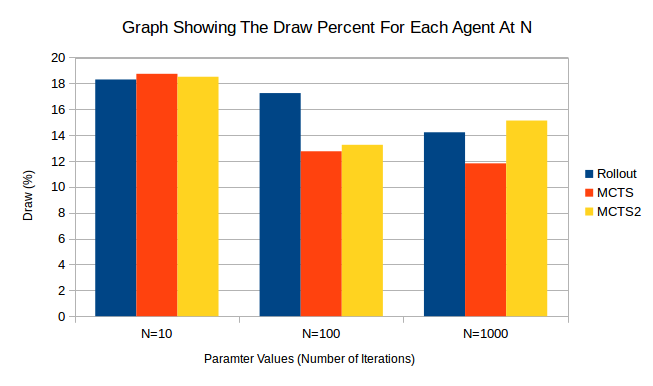 Graph Showing The Draw Percent For Each Agent At N
20
18
16
14
12
10
8
6
4
2
0
Draw (%)
N=10
N=100
N=1000
Paramter Values (Number of Iterations)
Rollout
MCTS
MCTS2